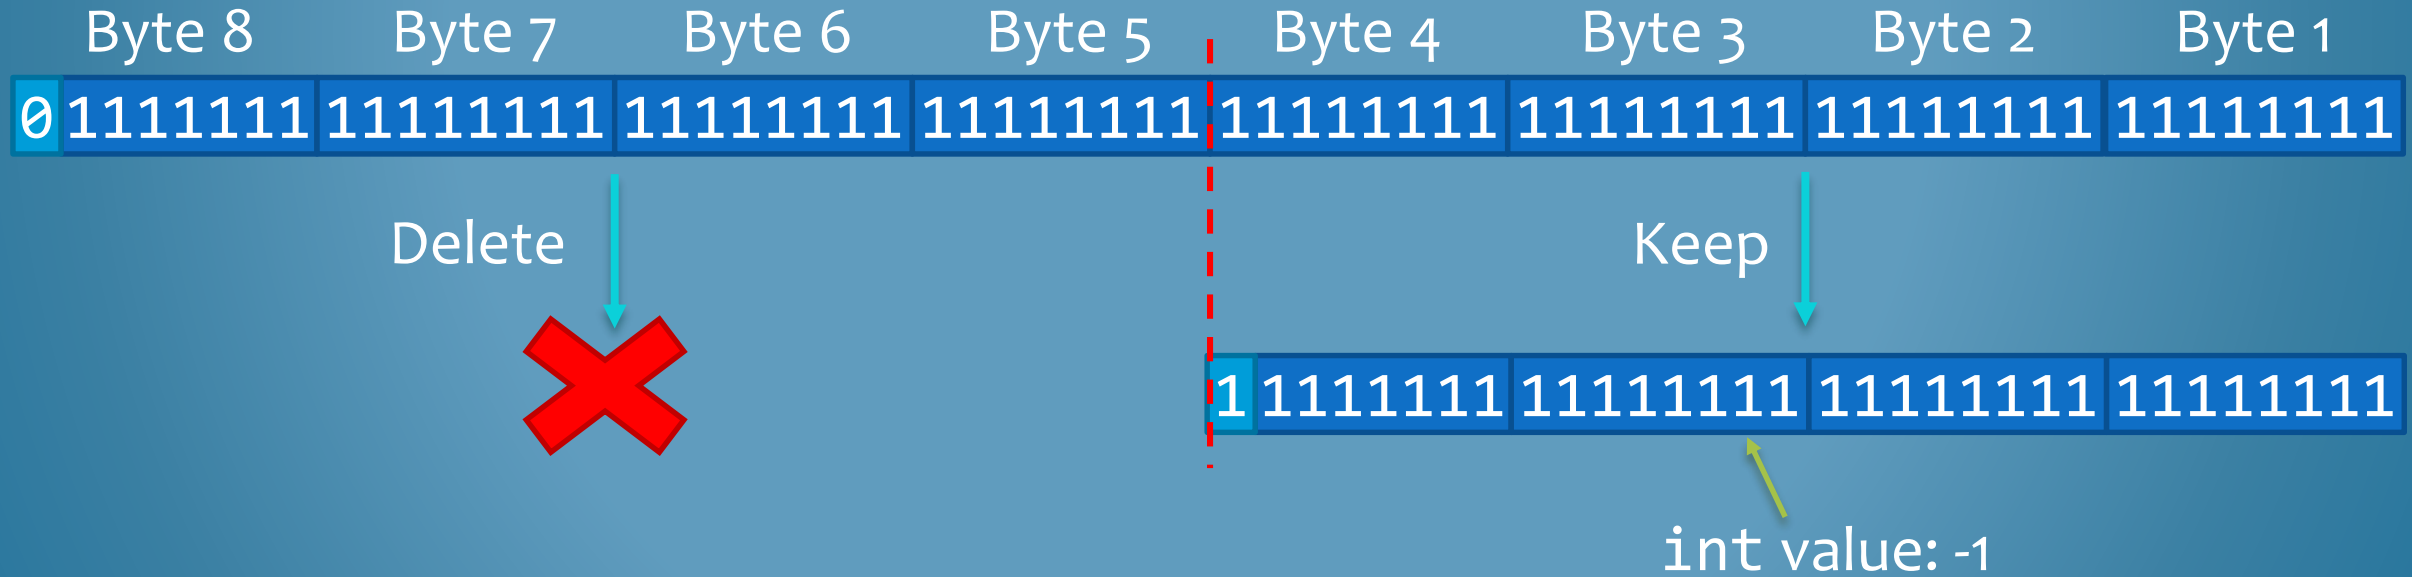 Byte 8 Byte 7 Byte 6 Byte 5 Byte 4 Byte 3 Byte 2 Byte 1
0 1111111 11111111 11111111 11111111 11111111 11111111 11111111 11111111
Delete Keep
1 1111111 11111111 11111111 11111111
int value: -1